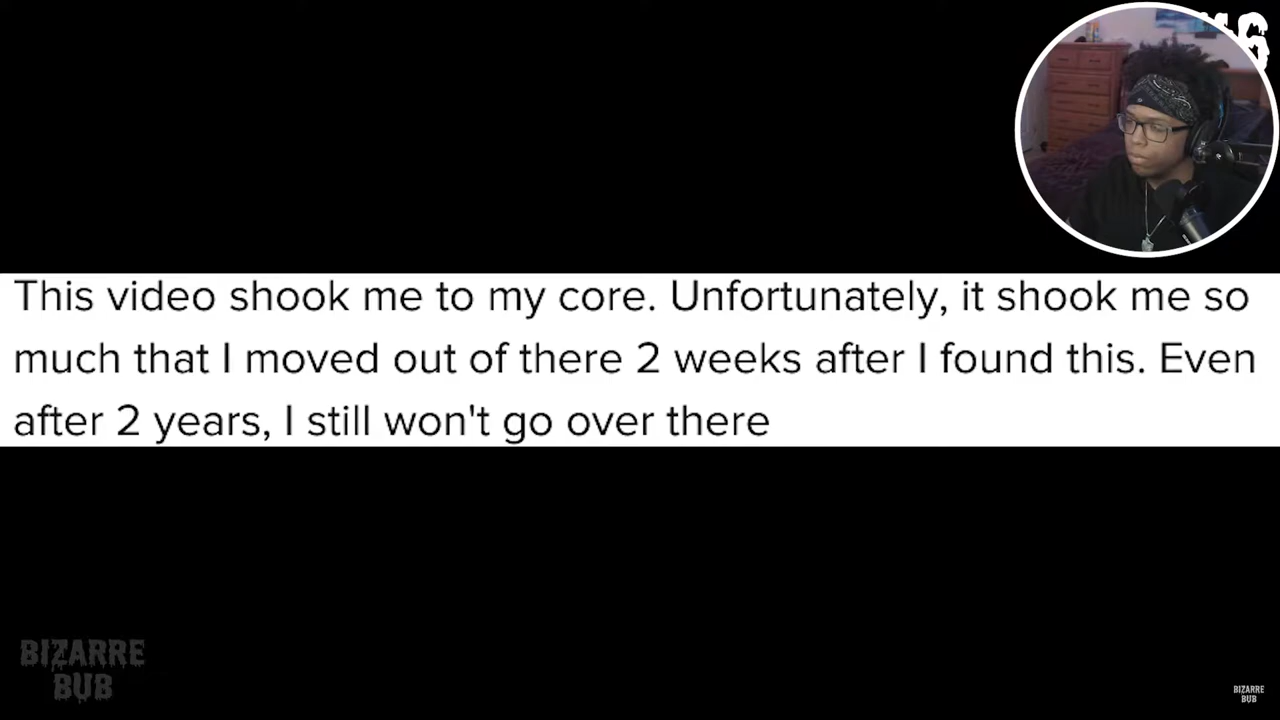 This video shook me to my core. Unfortunately, it shook me so
much that I moved out of there 2 weeks after I found this. Even
after 2 years, I still won't go over there
BIZARRE
BUB
BIZARRE
BUB